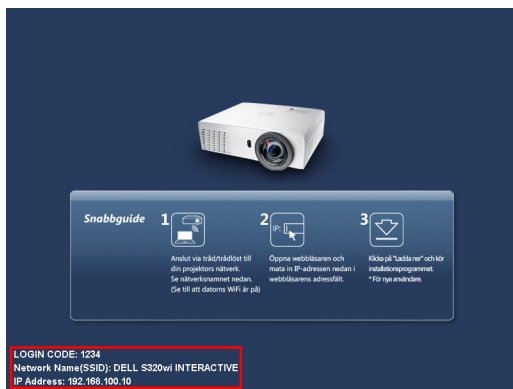 Snabbguide
1
2
3
IP:
Anslut via tråd/trådlöst till
din projektors nätverk.
Se nätverksnamnet nedan.
(Se till att datorns WiFi är på)
Öppna webbläsaren och
mata in IP-adressen nedan i
webbläsarens adressfält.
Klicka på "Ladda ner" och kör
installationsprogrammet.
* För nya användare.
LOGIN CODE: 1234
Network Name(SSID): DELL S320wi INTERACTIVE
IP Address: 192.168.100.10